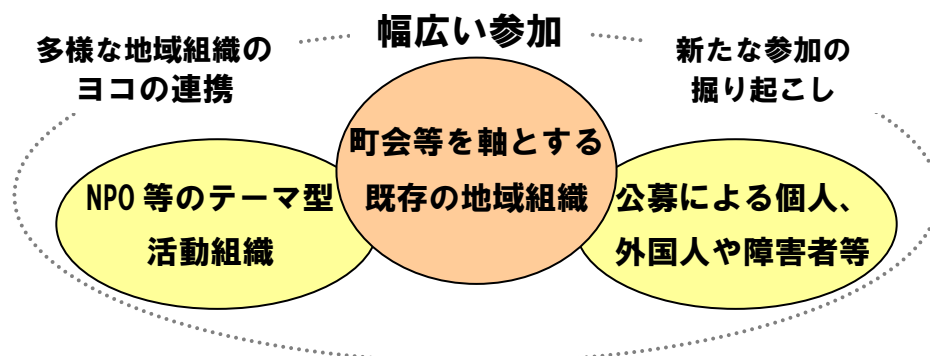 幅広い参加
多様な地域組織の
ヨコの連携
新たな参加の
掘り起こし
町会等を軸とする
既存の地域組織
NPO等のテーマ型
活動組織
公募による個人、
外国人や障害者等